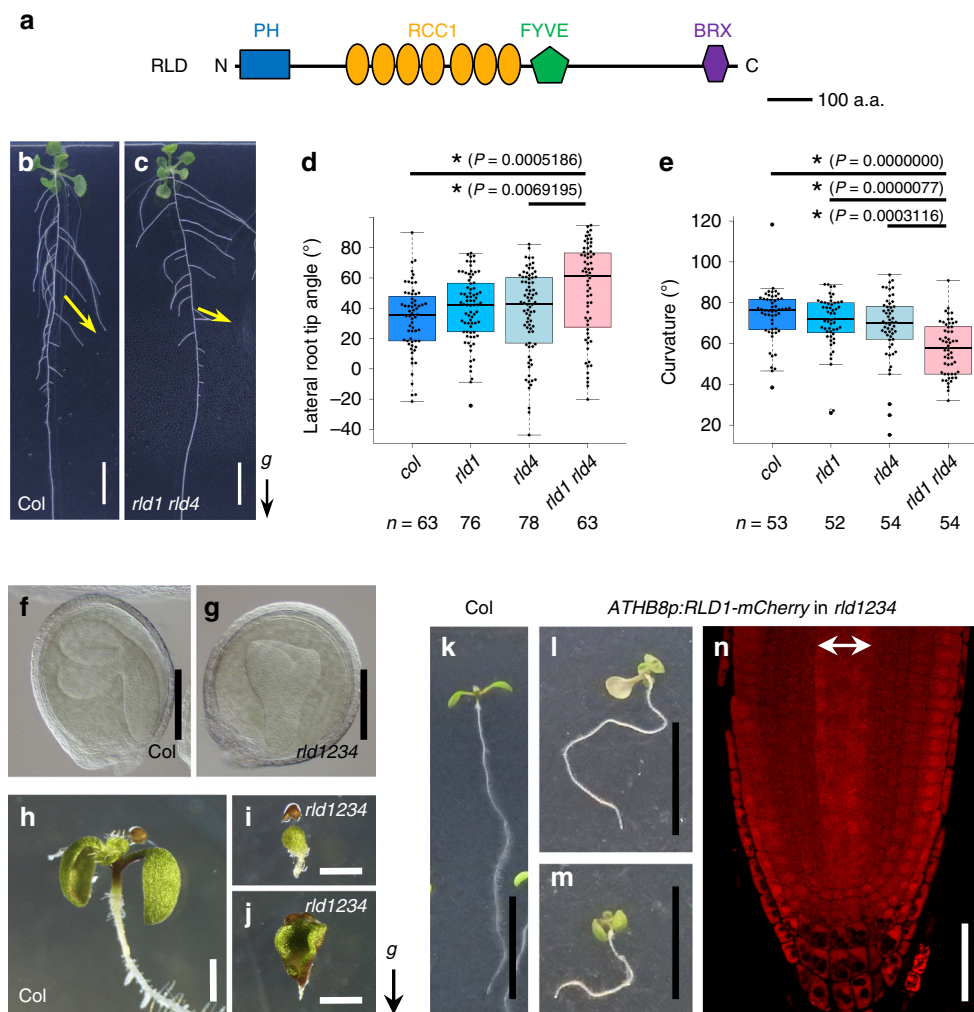 a
PH RCC1 FYVE BRX
RLD N C
100 a.a.
b c d e
* (P = 0.0005186)
* (P = 0.0069195)
* (P = 0.0000000)
* (P = 0.0000077)
* (P = 0.0003116)
Lateral root tip angle (°)
80
60
40
20
0
−20
−40
Curvature (°)
120
100
80
60
40
20
Col
rld1 rld4
g
col rld1 rld4 rld1 rld4
n = 63 76 78 63
col rld1 rld4 rld1 rld4
n = 53 52 54 54
f g
Col
rld1234
Col
ATHB8p:RLD1-mCherry in rld1234
k l n
h
Col
i rld1234
j rld1234
g
m